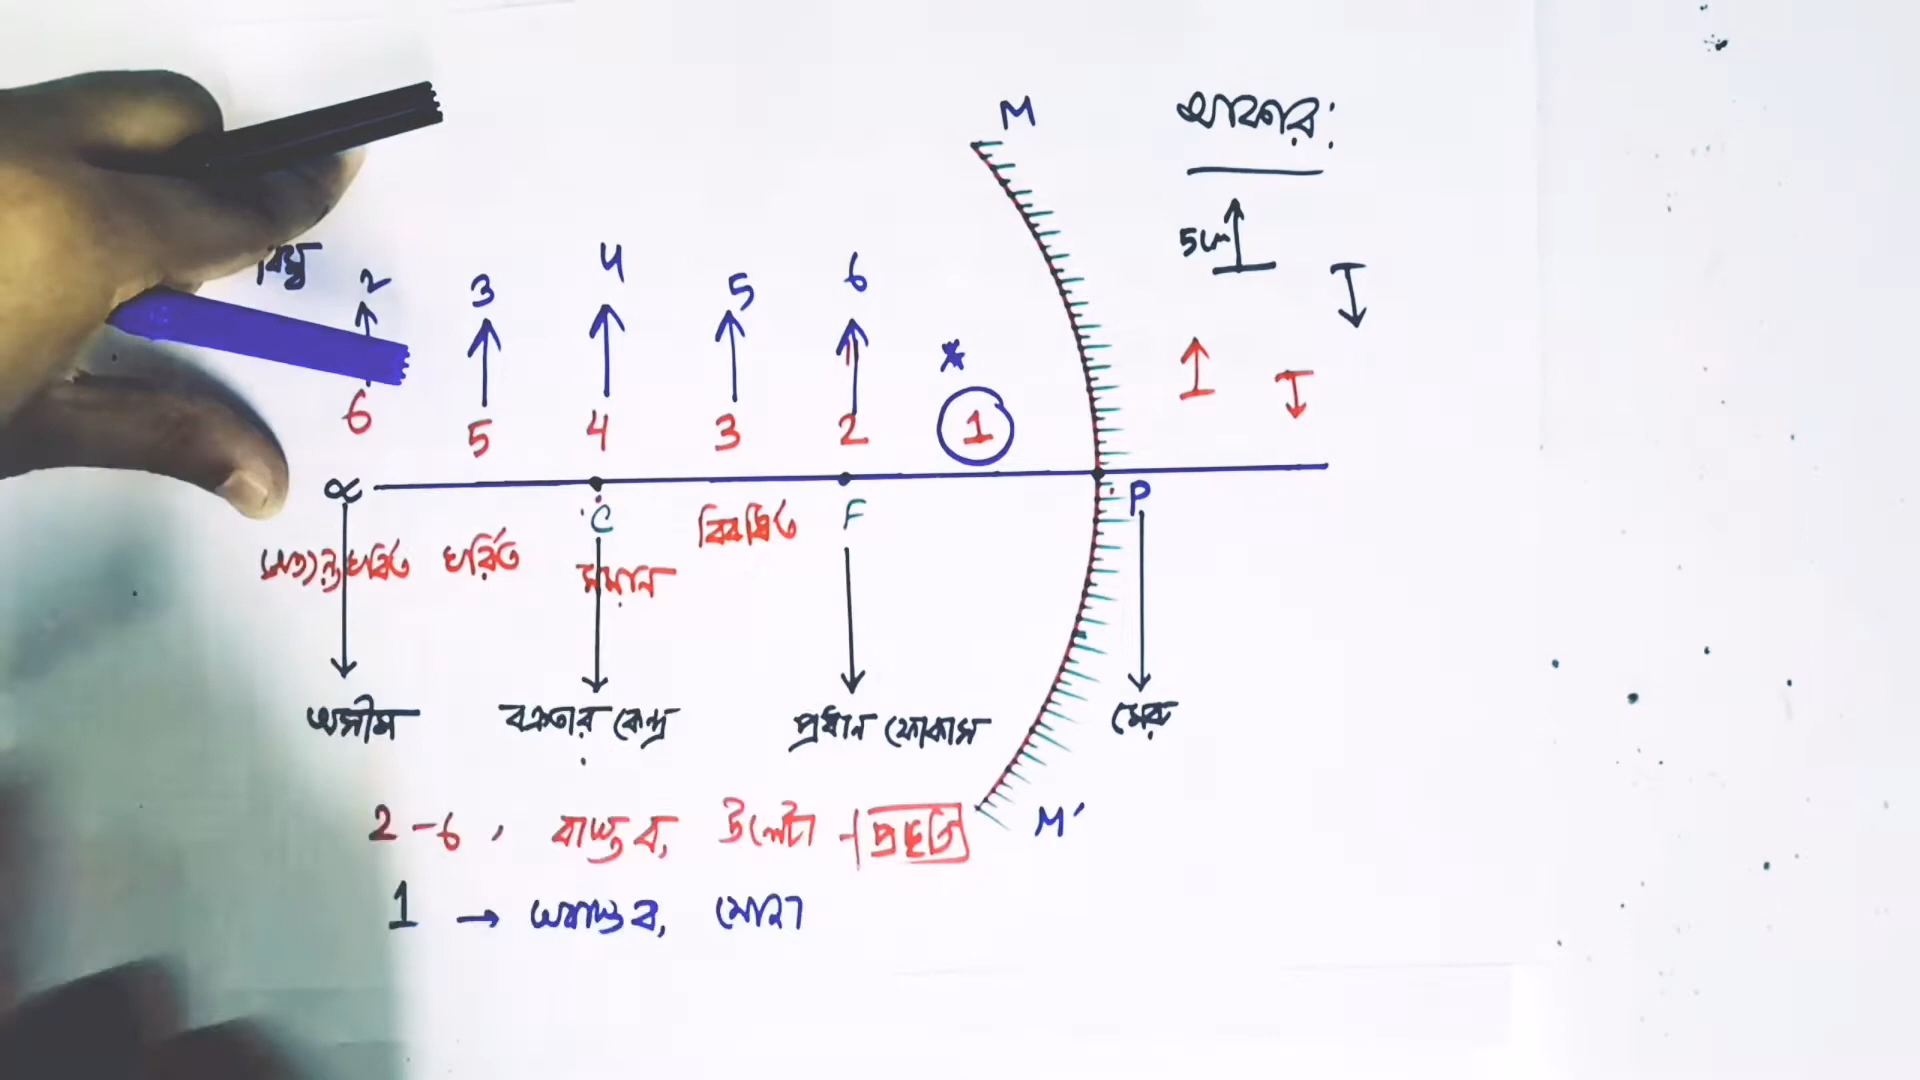 M
আকার:
5cm
বিম্ব
2 3 4 5 6 *
6 5 4 3 2 1
∝ C F P
অত্যন্ত খর্বিত খর্বিত সমান বিবর্ধিত
অসীম বক্রতার কেন্দ্র প্রধান ফোকাস মেরু
2-6, বাস্তব, উল্টো - প্রকৃতি
M'
1 → অবাস্তব, সোজা